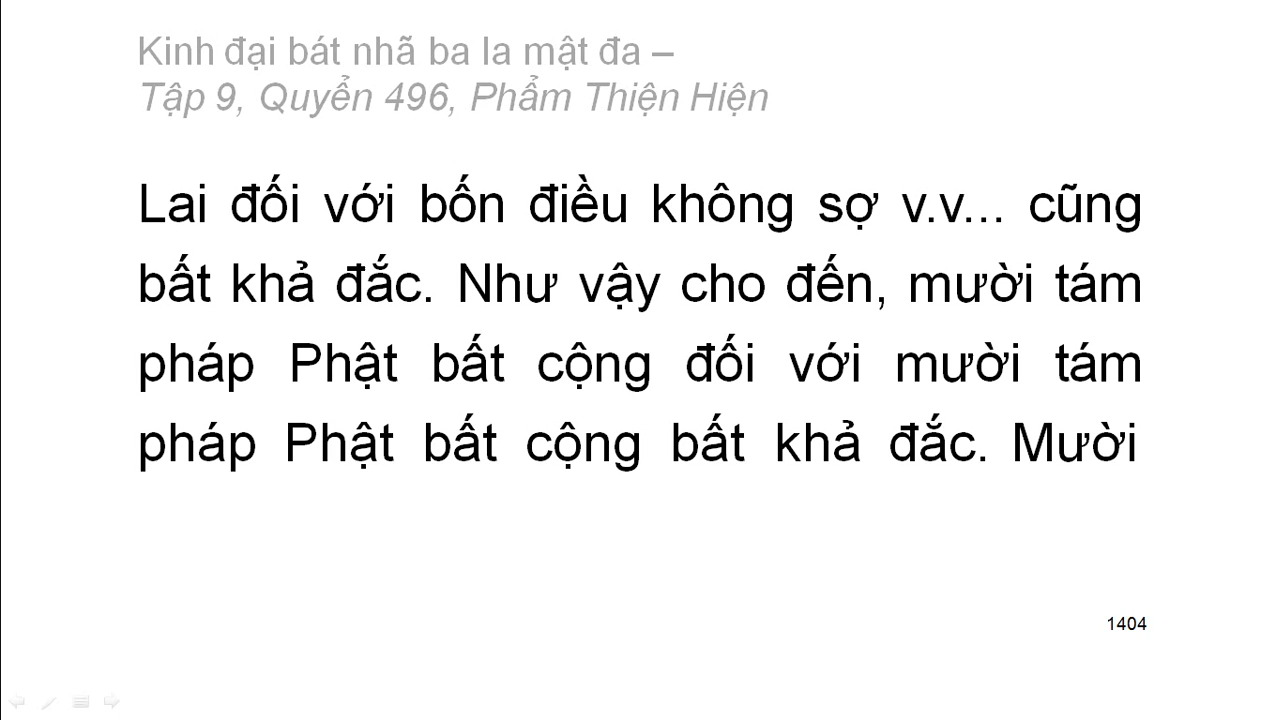 Kinh đại bát nhã ba la mật đa –
Tập 9, Quyển 496, Phẩm Thiện Hiện
Lai đối với bốn điều không sợ v.v... cũng
bất khả đắc. Như vậy cho đến, mười tám
pháp Phật bất cộng đối với mười tám
pháp Phật bất cộng bất khả đắc. Mười
1404